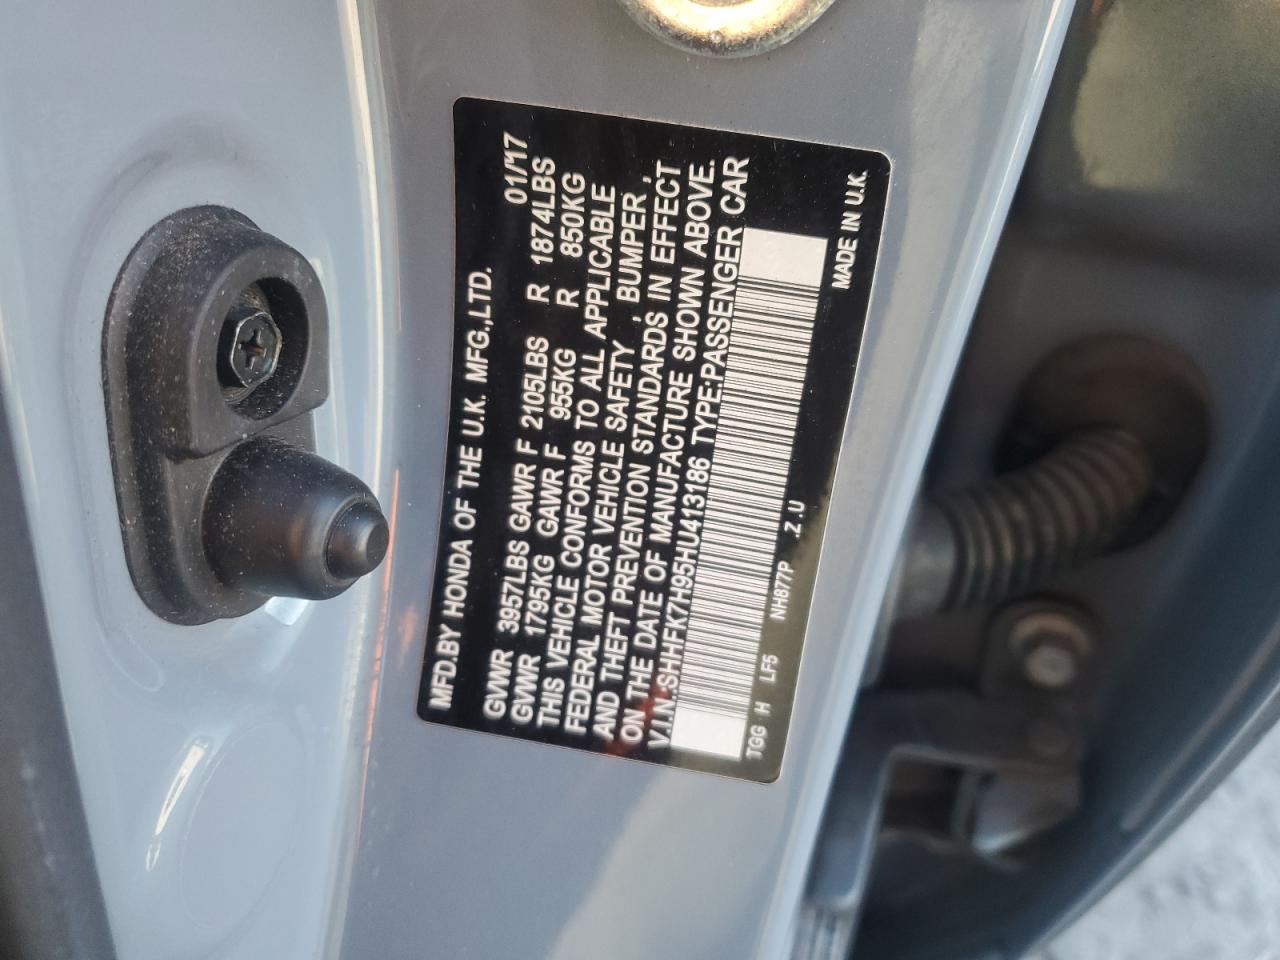 MFD.BY HONDA OF THE U.K. MFG.,LTD. 01/'17
GVWR 3957LBS GAWR F 2105LBS R 1874LBS
GVWR 1795KG GAWR F 955KG R 850KG
THIS VEHICLE CONFORMS TO ALL APPLICABLE
FEDERAL MOTOR VEHICLE SAFETY , BUMPER ,
AND THEFT PREVENTION STANDARDS IN EFFECT
ON THE DATE OF MANUFACTURE SHOWN ABOVE.
V.I.N.:SHHFK7H95HU413186 TYPE:PASSENGER CAR
TGG H LF5 NH877P .Z.U MADE IN U.K.